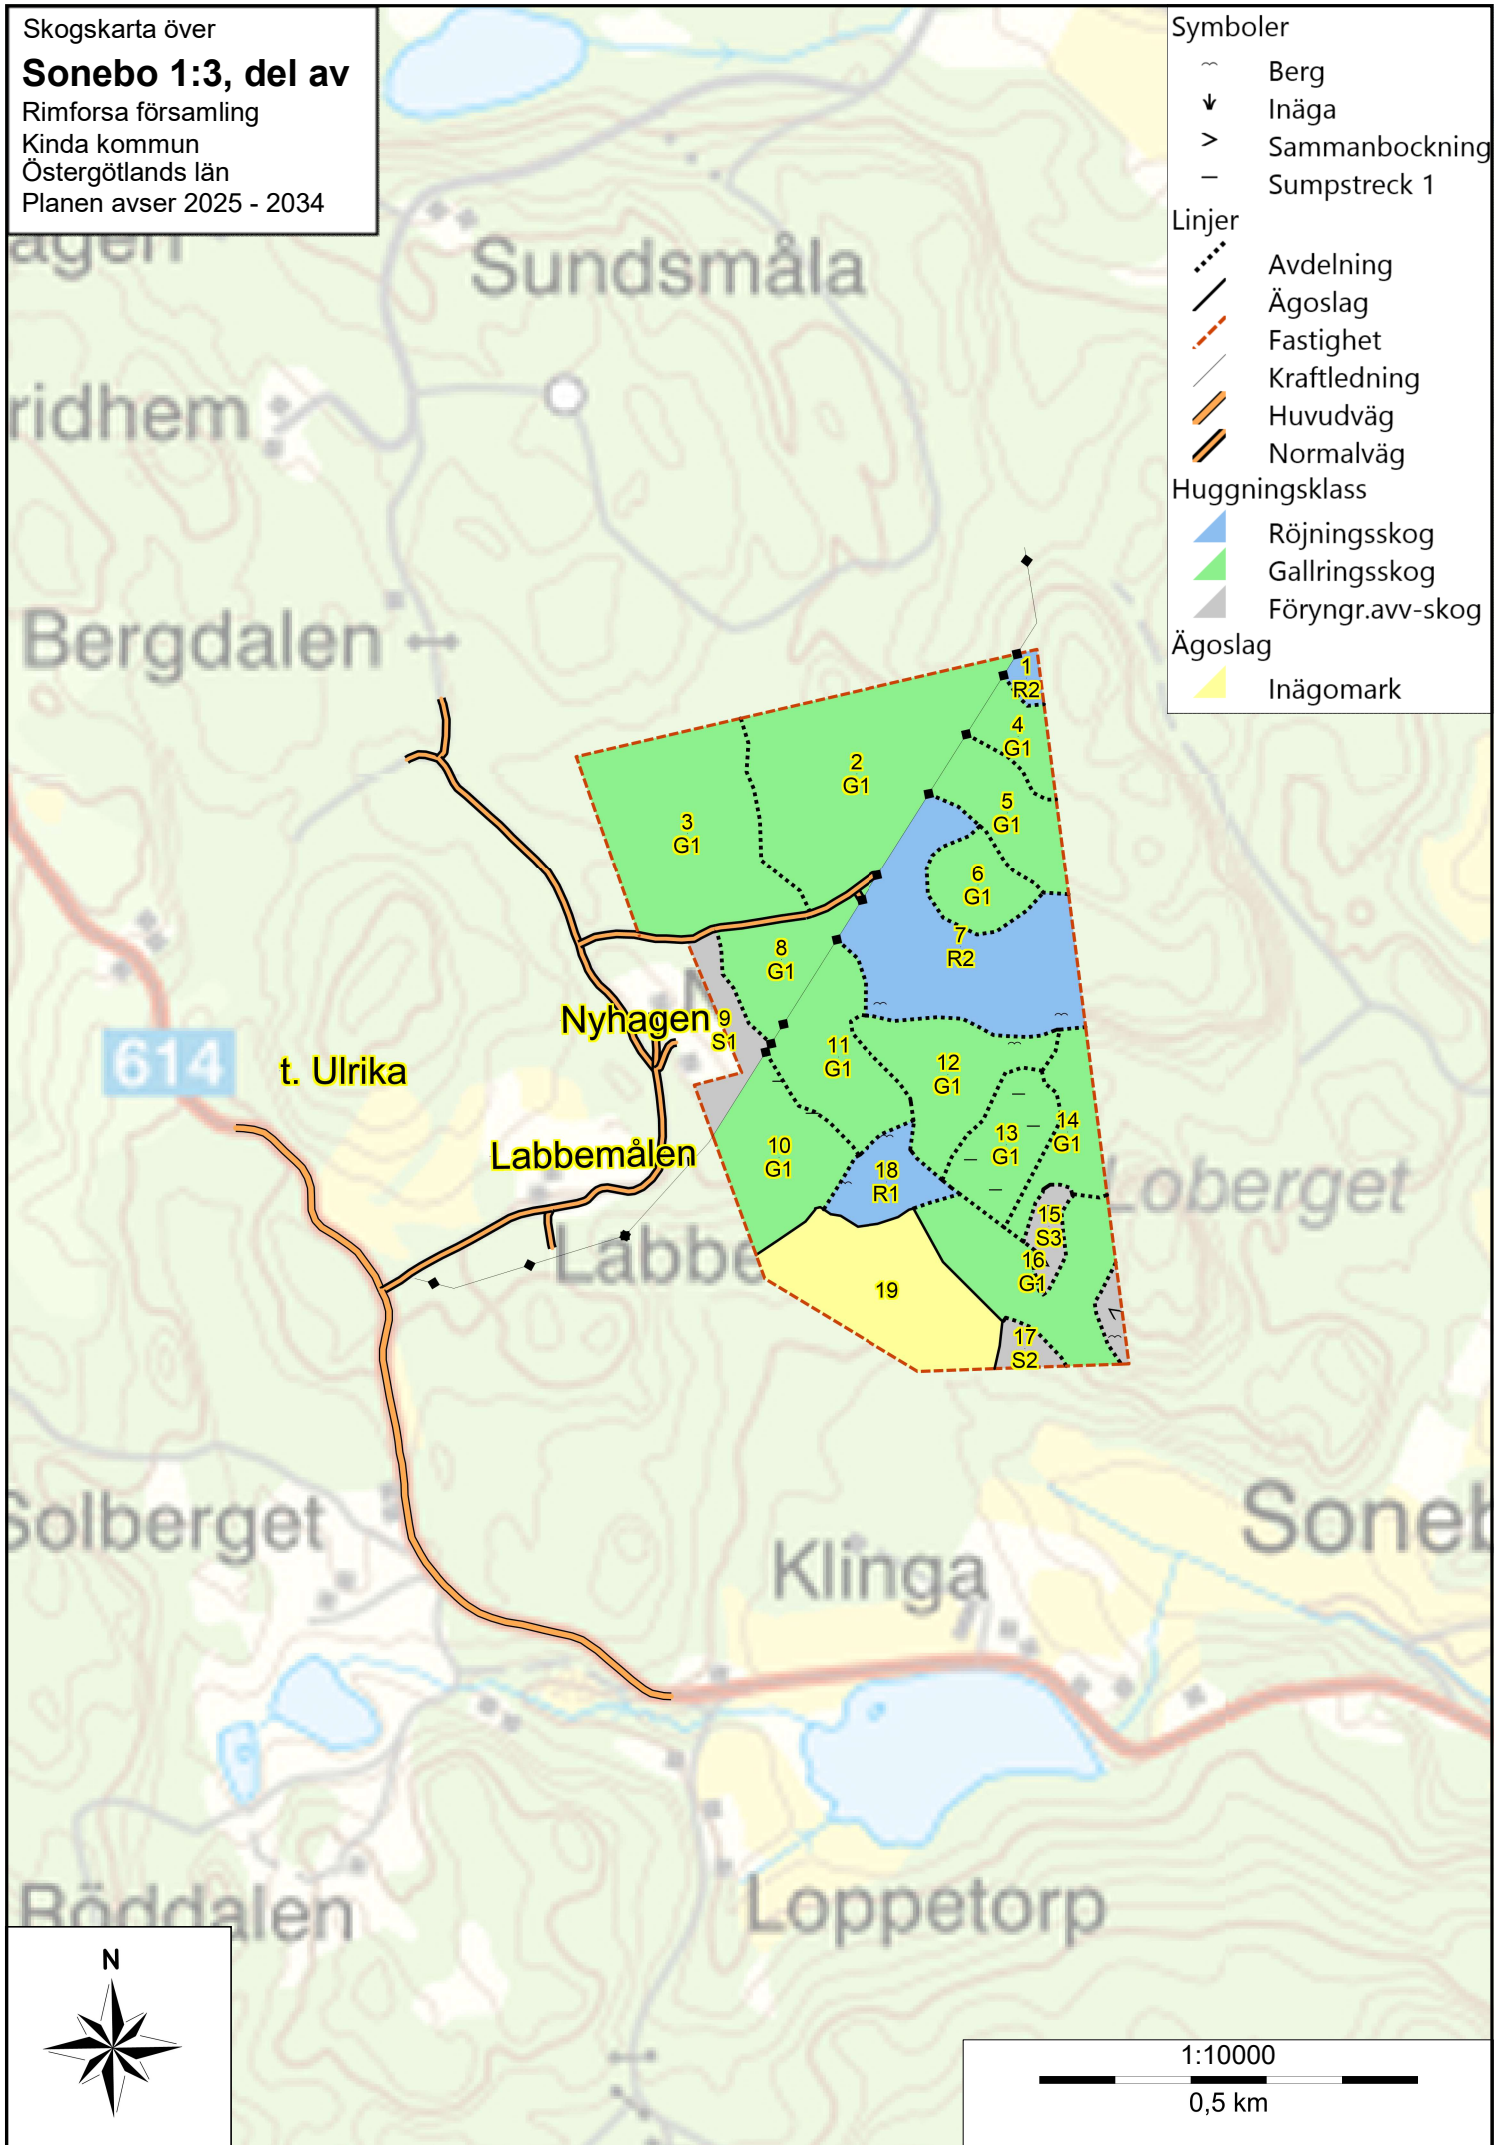 Skogskarta över
Sonebo 1:3, del av
Rimforsa församling
Kinda kommun
Östergötlands län
Planen avser 2025 - 2034
Symboler
Berg
Inäga
Sammanbockning
Sumpstreck 1
Linjer
Avdelning
Ägoslag
Fastighet
Kraftledning
Huvudväg
Normalväg
Huggningsklass
Röjningsskog
Gallringsskog
Föryngr.avv-skog
Ägoslag
Inägomark
agen
Sundsmåla
ridhem
Bergdalen
1
R2
4
G1
2
G1
5
G1
3
G1
6
G1
7
R2
8
G1
N
Nyhagen
9
S1
11
G1
12
G1
614
t. Ulrika
13
G1
14
G1
Labbemålen
10
G1
18
R1
Loberget
15
S3
Labbe
16
G1
19
17
S2
Solberget
Klinga
Soneb
Röddalen
Loppetorp
N
1:10000
0,5 km